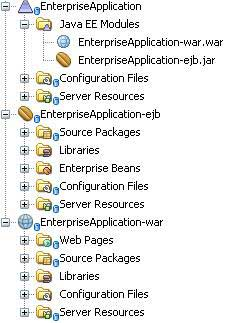 EnterpriseApplication
Java EE Modules
EnterpriseApplication-war.war
EnterpriseApplication-ejb.jar
Configuration Files
Server Resources
EnterpriseApplication-ejb
Source Packages
Libraries
Enterprise Beans
Configuration Files
Server Resources
EnterpriseApplication-war
Web Pages
Source Packages
Libraries
Configuration Files
Server Resources